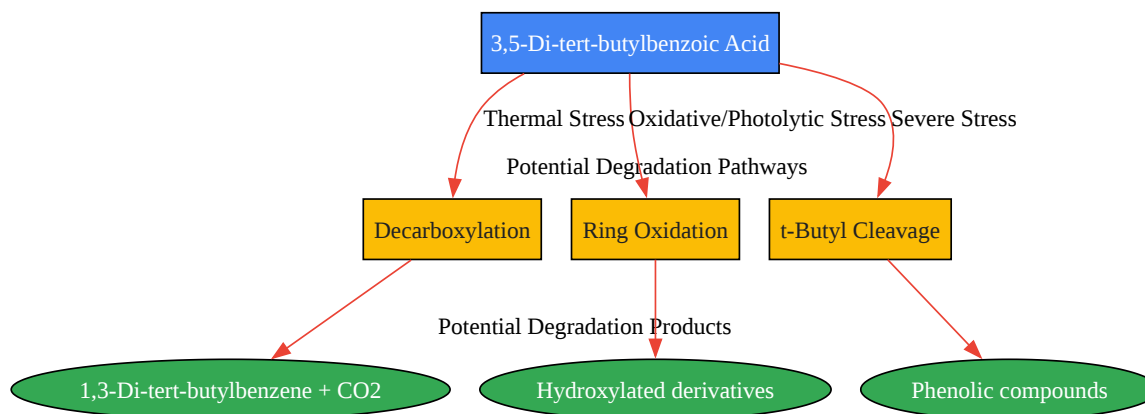 3,5-Di-tert-butylbenzoic Acid
Thermal Stress Oxidative/Photolytic Stress Severe Stress
Potential Degradation Pathways
Decarboxylation Ring Oxidation t-Butyl Cleavage
Potential Degradation Products
1,3-Di-tert-butylbenzene + CO2 Hydroxylated derivatives Phenolic compounds